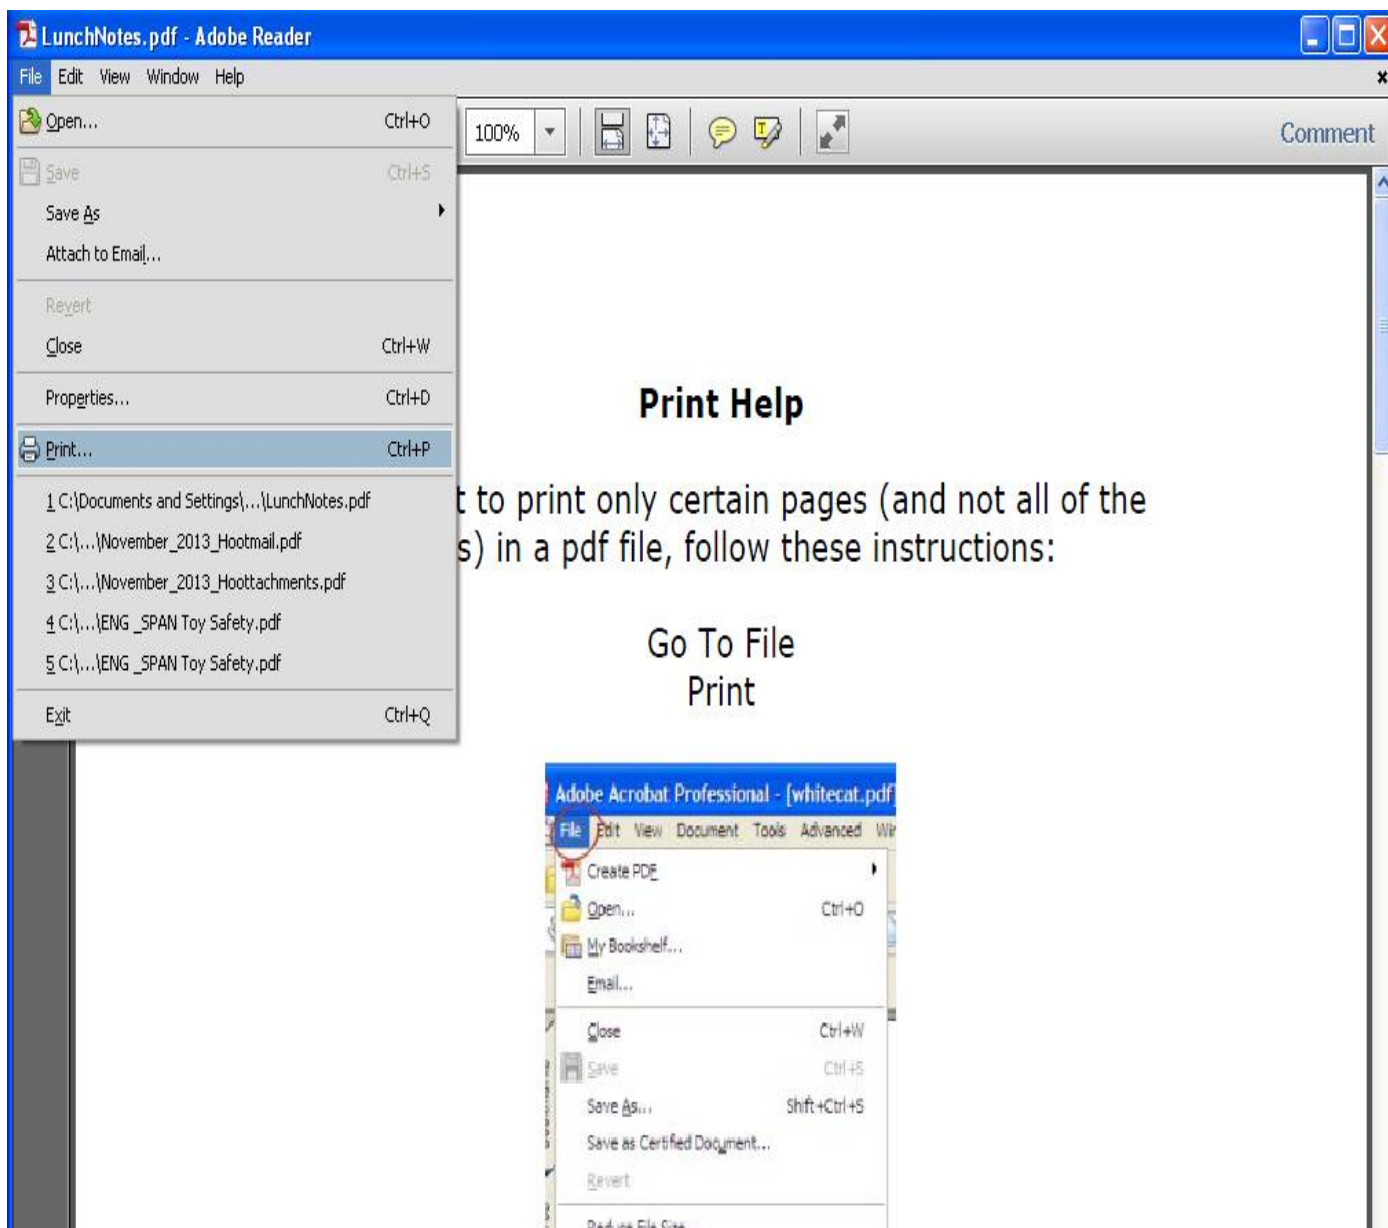 LunchNotes.pdf - Adobe Reader
File Edit View Window Help
Open... Ctrl+O
100%
Comment
Save Ctrl+S
Save As
Attach to Email...
Revert
Close Ctrl+W
Properties... Ctrl+D
Print... Ctrl+P
1 C:\Documents and Settings\...\LunchNotes.pdf
2 C:\...\November_2013_Hootmail.pdf
3 C:\...\November_2013_Hoottachments.pdf
4 C:\...\ENG_SPAN Toy Safety.pdf
5 C:\...\ENG_SPAN Toy Safety.pdf
Exit Ctrl+Q
Print Help
t to print only certain pages (and not all of the
s) in a pdf file, follow these instructions:
Go To File
Print
Adobe Acrobat Professional - [whitecat.pdf]
File Edit View Document Tools Advanced
Create PDF
Open... Ctrl+O
My Bookshelf...
Email...
Close Ctrl+W
Save Ctrl+S
Save As... Shift+Ctrl+S
Save as Certified Document...
Revert
Reduce File Size